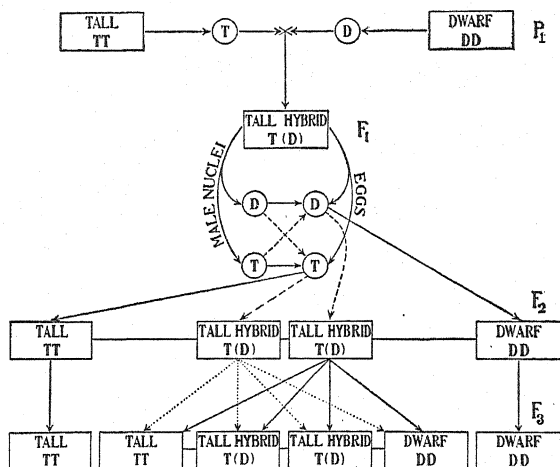 TALL
TT
T
D
DWARF
DD
P1
TALL HYBRID
T(D)
F1
MALE NUCLEI
EGGS
D
D
T
T
F2
TALL
TT
TALL HYBRID
T(D)
TALL HYBRID
T(D)
DWARF
DD
F3
TALL
TT
TALL
TT
TALL HYBRID
T(D)
TALL HYBRID
T(D)
DWARF
DD
DWARF
DD